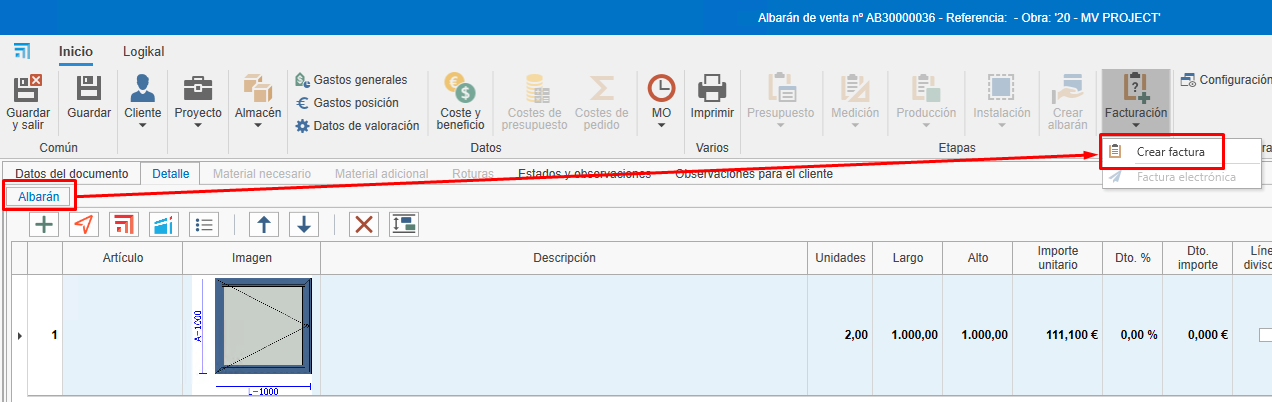 Albarán de venta nº AB30000036 - Referencia:  - Obra: '20 - MV PROJECT'
Inicio
Logikal
Guardar
y salir
Guardar
Cliente
Proyecto
Almacén
Gastos generales
Gastos posición
Datos de valoración
Coste y
beneficio
Costes de
presupuesto
Costes de
pedido
MO
Imprimir
Presupuesto
Medición
Producción
Instalación
Crear
albarán
Facturación
Configuración
Común
Datos
Varios
Etapas
Crear factura
Factura electrónica
Datos del documento
Detalle
Material necesario
Material adicional
Roturas
Estados y observaciones
Observaciones para el cliente
Albarán
Artículo
Imagen
Descripción
Unidades
Largo
Alto
Importe
unitario
Dto. %
Dto.
importe
1
A-1000
L-1000
2,00
1.000,00
1.000,00
111,100 €
0,00 %
0,000 €